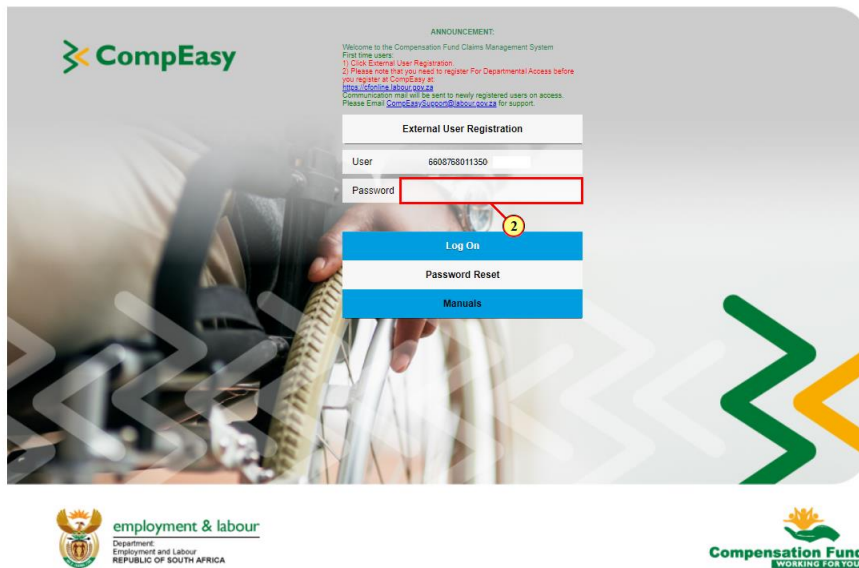 CompEasy
ANNOUNCEMENT:
Welcome to the Compensation Fund Claims Management System
First time users:
1) Click External User Registration.
2) Please note that you need to register For Departmental Access before
you register at CompEasy at:
https://cfonline.labour.gov.za
Communication mail will be sent to newly registered users on access.
Please Email CompEasySupport@labour.gov.za for support.
External User Registration
User 6608768011350
Password
2
Log On
Password Reset
Manuals
employment & labour
Department:
Employment and Labour
REPUBLIC OF SOUTH AFRICA
Compensation Fund
WORKING FOR YOU